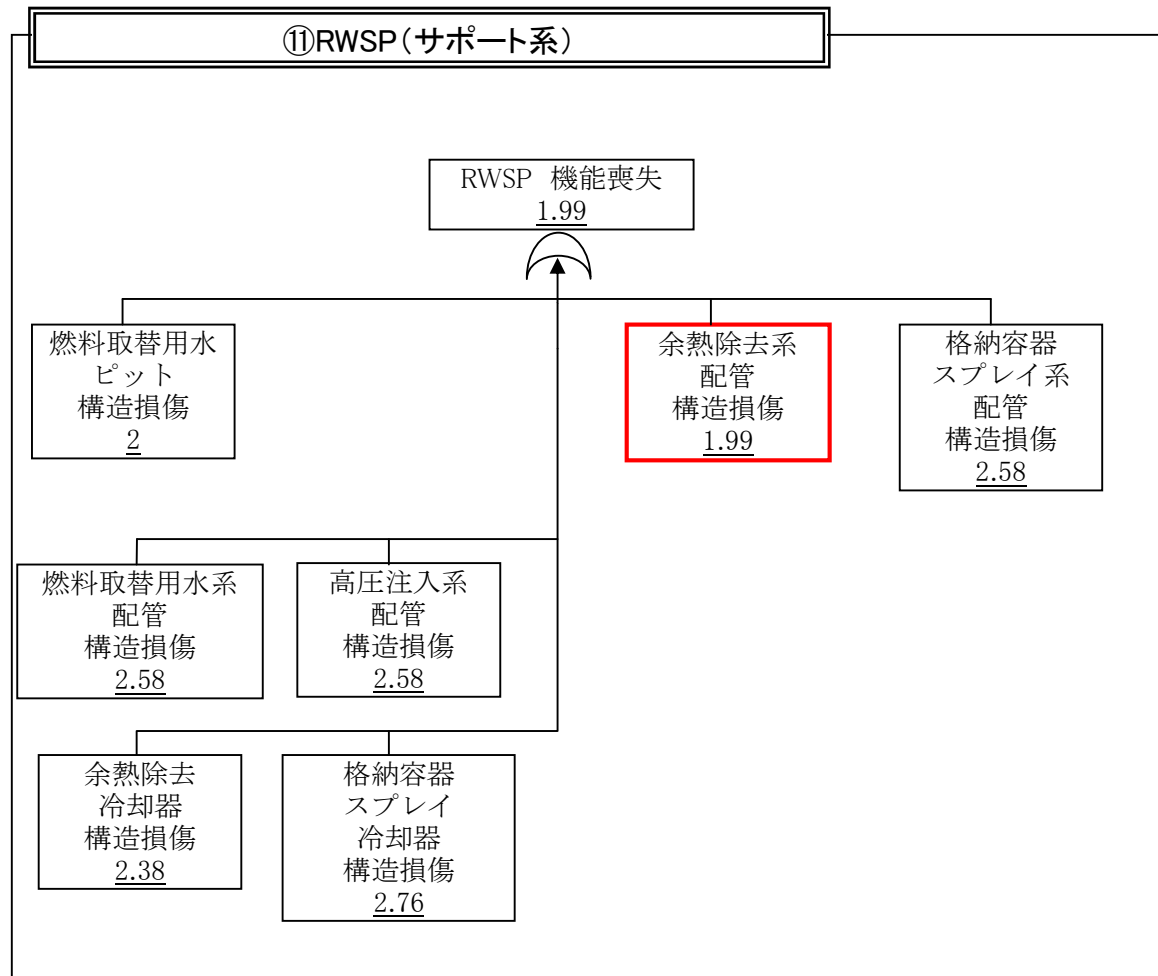 ⑪RWSP(サポート系)
RWSP 機能喪失
1.99
燃料取替用水
ピット
構造損傷
2
余熱除去系
配管
構造損傷
1.99
格納容器
スプレイ系
配管
構造損傷
2.58
燃料取替用水系
配管
構造損傷
2.58
高圧注入系
配管
構造損傷
2.58
余熱除去
冷却器
構造損傷
2.38
格納容器
スプレイ
冷却器
構造損傷
2.76